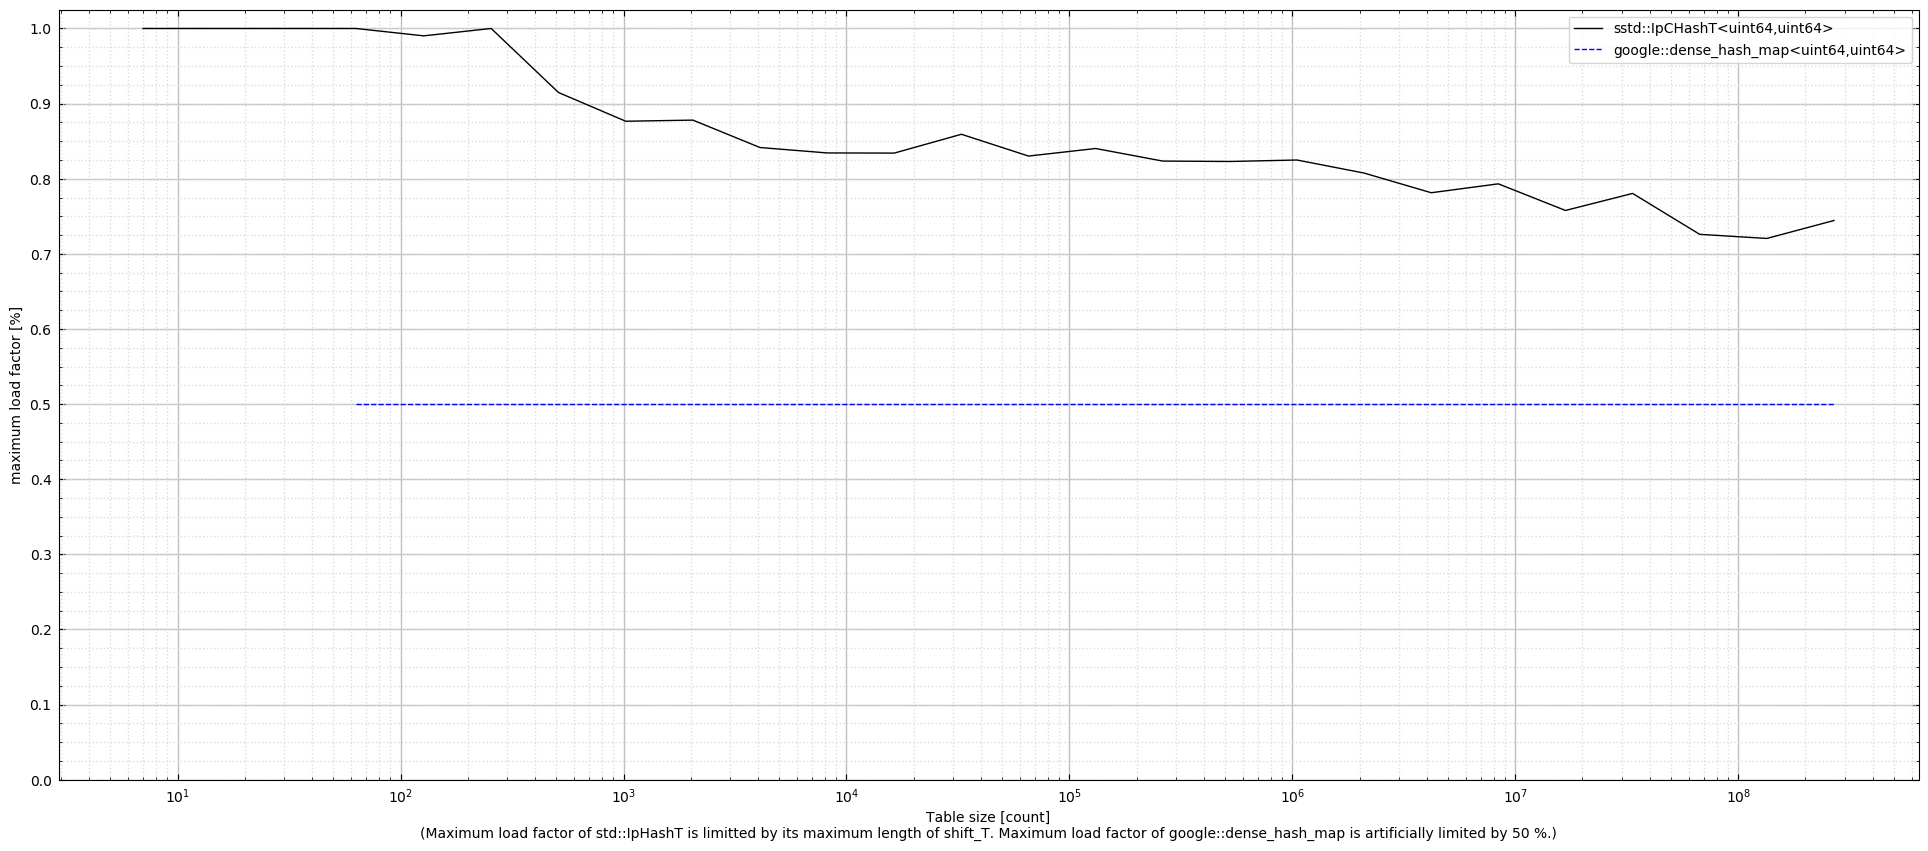 sstd::IpCHashT<uint64,uint64>
google::dense_hash_map<uint64,uint64>
maximum load factor [%]
1.0
0.9
0.8
0.7
0.6
0.5
0.4
0.3
0.2
0.1
0.0
10¹ 10² 10³ 10⁴ 10⁵ 10⁶ 10⁷ 10⁸
Table size [count]
(Maximum load factor of std::IpHashT is limitted by its maximum length of shift_T. Maximum load factor of google::dense_hash_map is artificially limited by 50 %.)